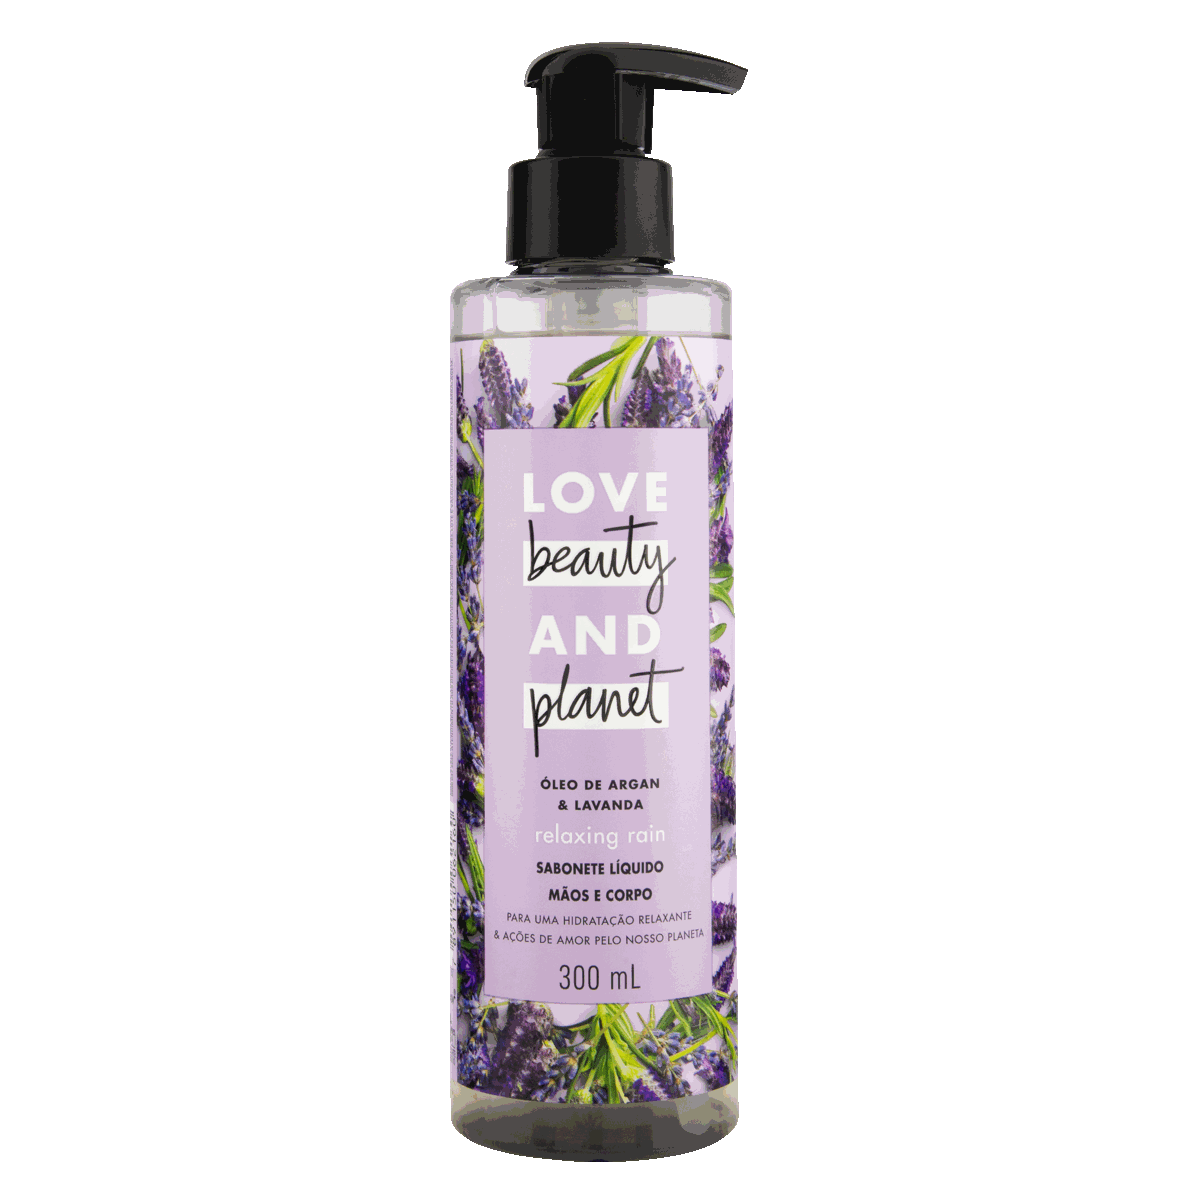 LOVE
beauty
AND
planet
ÓLEO DE ARGAN
& LAVANDA
relaxing rain
SABONETE LÍQUIDO
MÃOS E CORPO
PARA UMA HIDRATAÇÃO RELAXANTE
& AÇÕES DE AMOR PELO NOSSO PLANETA
300 mL